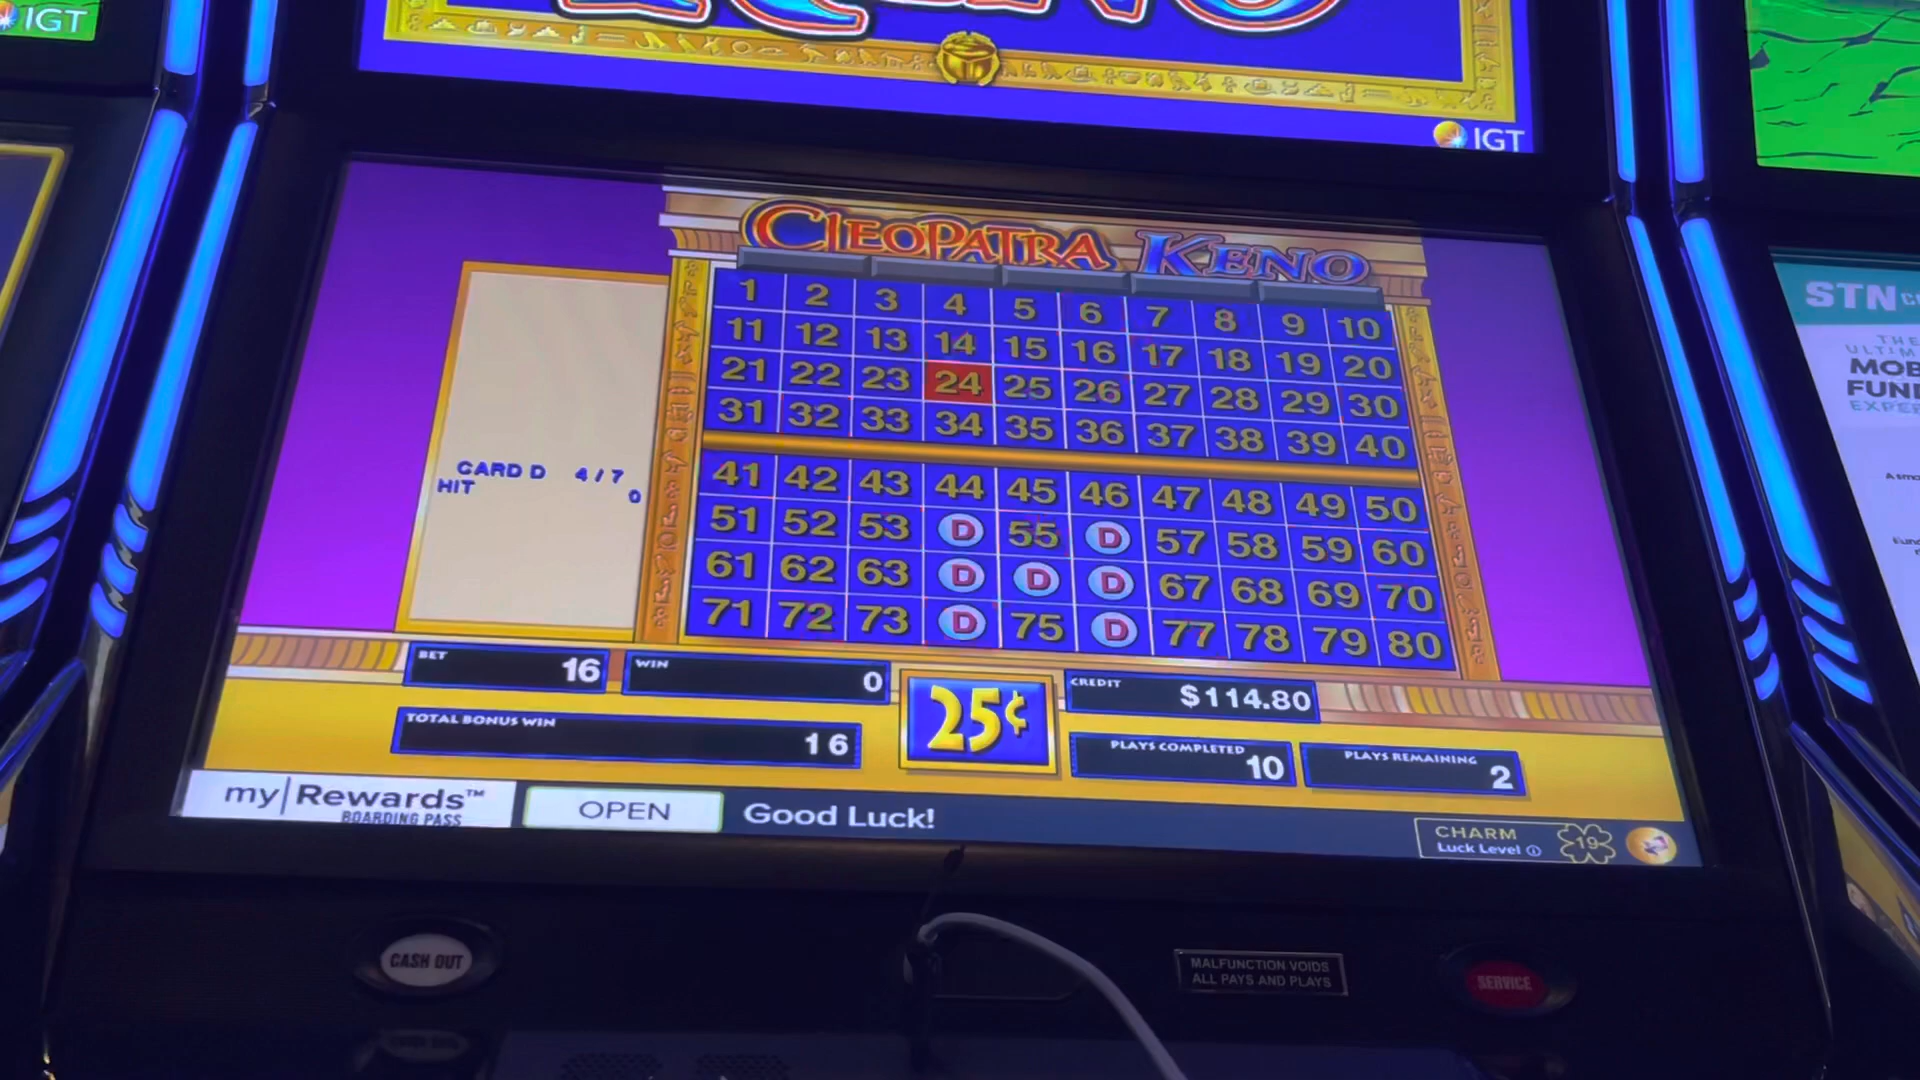 IGT
IGT
CLEOPATRA KENO
1 2 3 4 5 6 7 8 9 10
11 12 13 14 15 16 17 18 19 20
21 22 23 24 25 26 27 28 29 30
31 32 33 34 35 36 37 38 39 40
41 42 43 44 45 46 47 48 49 50
51 52 53 D 55 D 57 58 59 60
61 62 63 D D D 67 68 69 70
71 72 73 D 75 D 77 78 79 80
CARD D 4/7
HIT 0
BET 16
WIN 0
TOTAL BONUS WIN 16
25¢
CREDIT $114.80
PLAYS COMPLETED 10
PLAYS REMAINING 2
my|Rewards™
BOARDING PASS
OPEN
Good Luck!
CHARM
Luck Level ⓘ
19
CASH OUT
MALFUNCTION VOIDS
ALL PAYS AND PLAYS
SERVICE
STN
THE